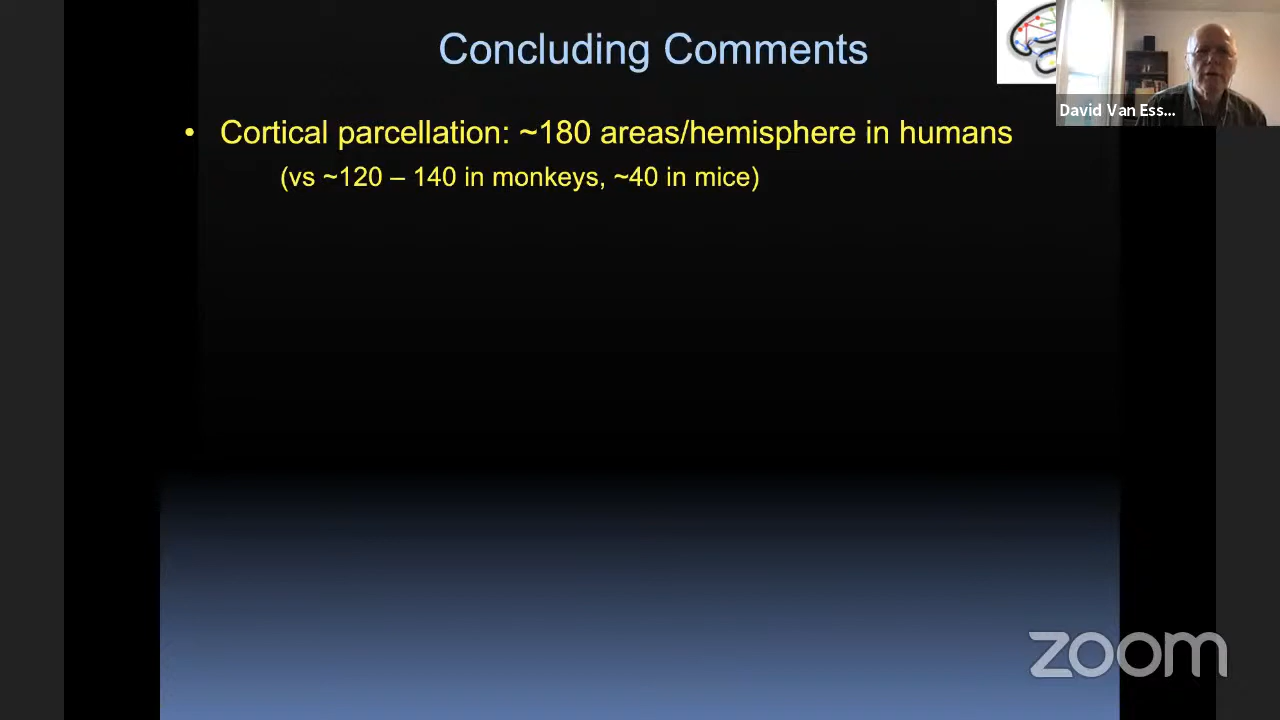 Concluding Comments
• Cortical parcellation: ~180 areas/hemisphere in humans
(vs ~120 – 140 in monkeys, ~40 in mice)
David Van Ess...
zoom